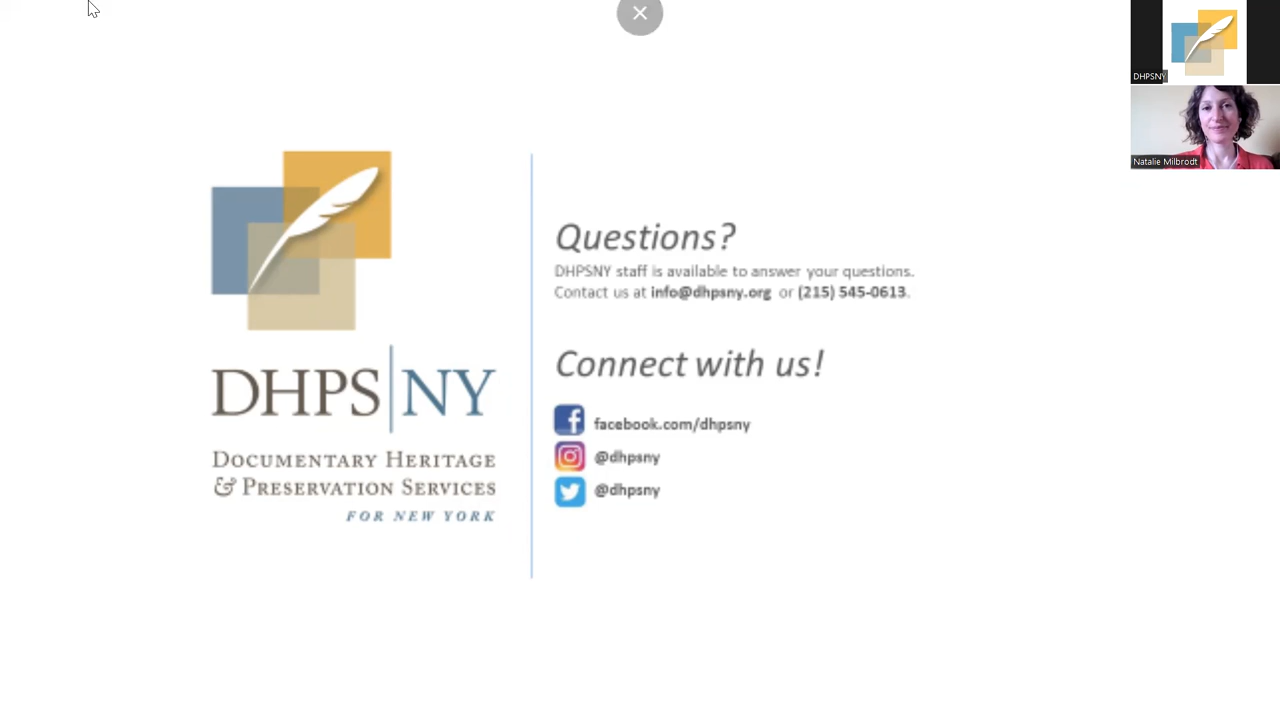 DHPSNY
Natalie Milbrodt
Questions?
DHPSNY staff is available to answer your questions.
Contact us at info@dhpsny.org or (215) 545-0613.
Connect with us!
facebook.com/dhpsny
@dhpsny
@dhpsny
DHPS|NY
DOCUMENTARY HERITAGE
& PRESERVATION SERVICES
FOR NEW YORK